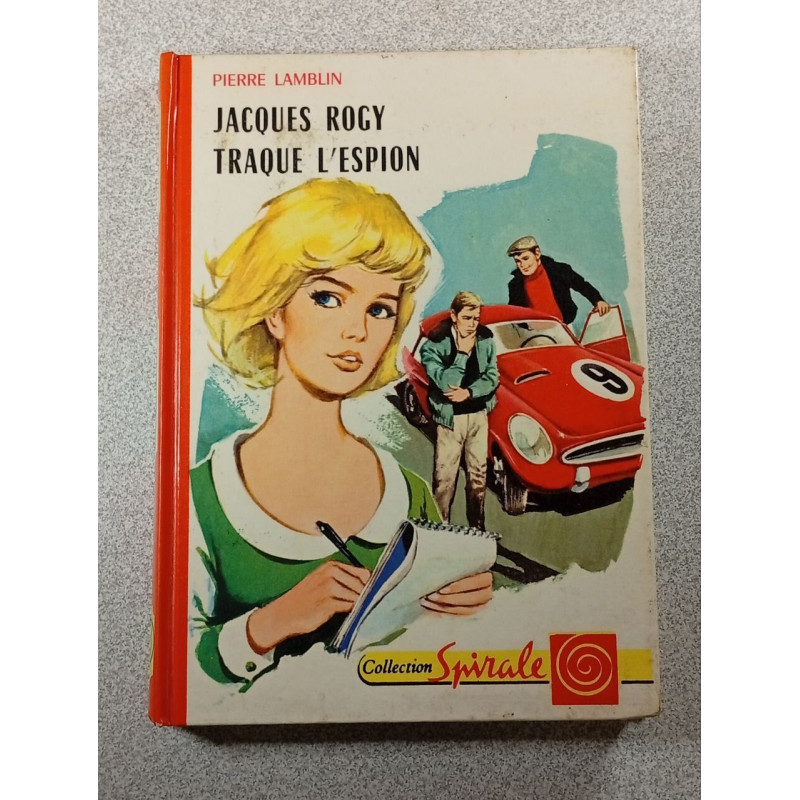 PIERRE LAMBLIN
JACQUES ROGY
TRAQUE L'ESPION
9
Collection Spirale